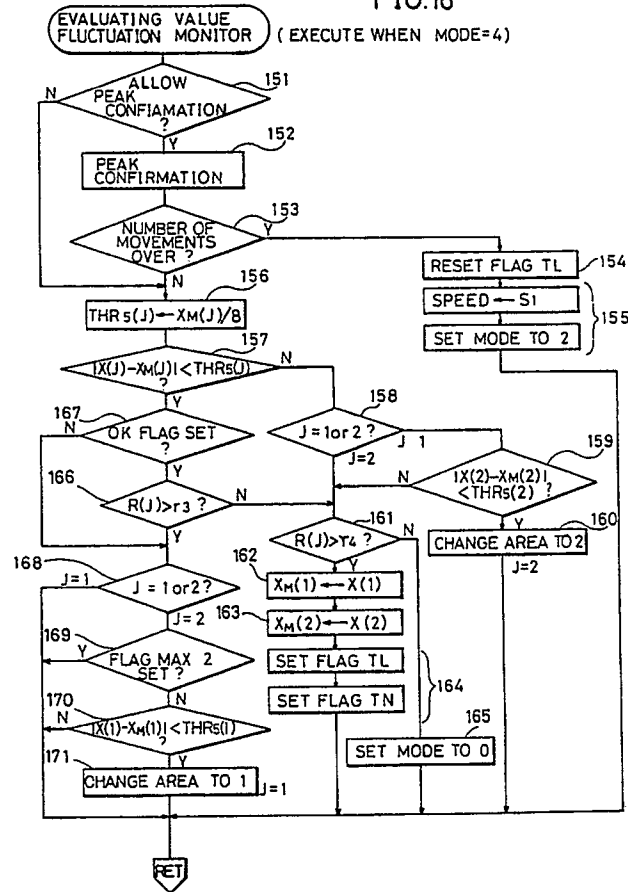 FIG.16
EVALUATING VALUE
FLUCTUATION MONITOR
( EXECUTE WHEN MODE=4)
151
ALLOW
PEAK
CONFIAMATION
?
N
Y
152
PEAK
CONFIRMATION
153
NUMBER OF
MOVEMENTS
OVER ?
Y
N
RESET FLAG TL
154
SPEED ← S1
SET MODE TO 2
155
156
THR5(J) ← XM(J)/8
157
|X(J)-XM(J)| < THR5(J)
?
N
Y
167
OK FLAG SET
?
N
Y
158
J = 1 or 2 ?
J 1
J=2
159
|X(2)-XM(2)|
<THR5(2) ?
N
Y
160
CHANGE AREA TO 2
J=2
166
R(J)>r3 ?
N
Y
161
R(J)>r4 ?
N
Y
162
XM(1) ← X(1)
163
XM(2) ← X(2)
SET FLAG TL
SET FLAG TN
164
165
SET MODE TO 0
168
J = 1 or 2 ?
J=1
J=2
169
FLAG MAX 2
SET ?
Y
N
170
|X(1)-XM(1)| < THR5(1)
?
N
Y
171
CHANGE AREA TO 1
J=1
RET